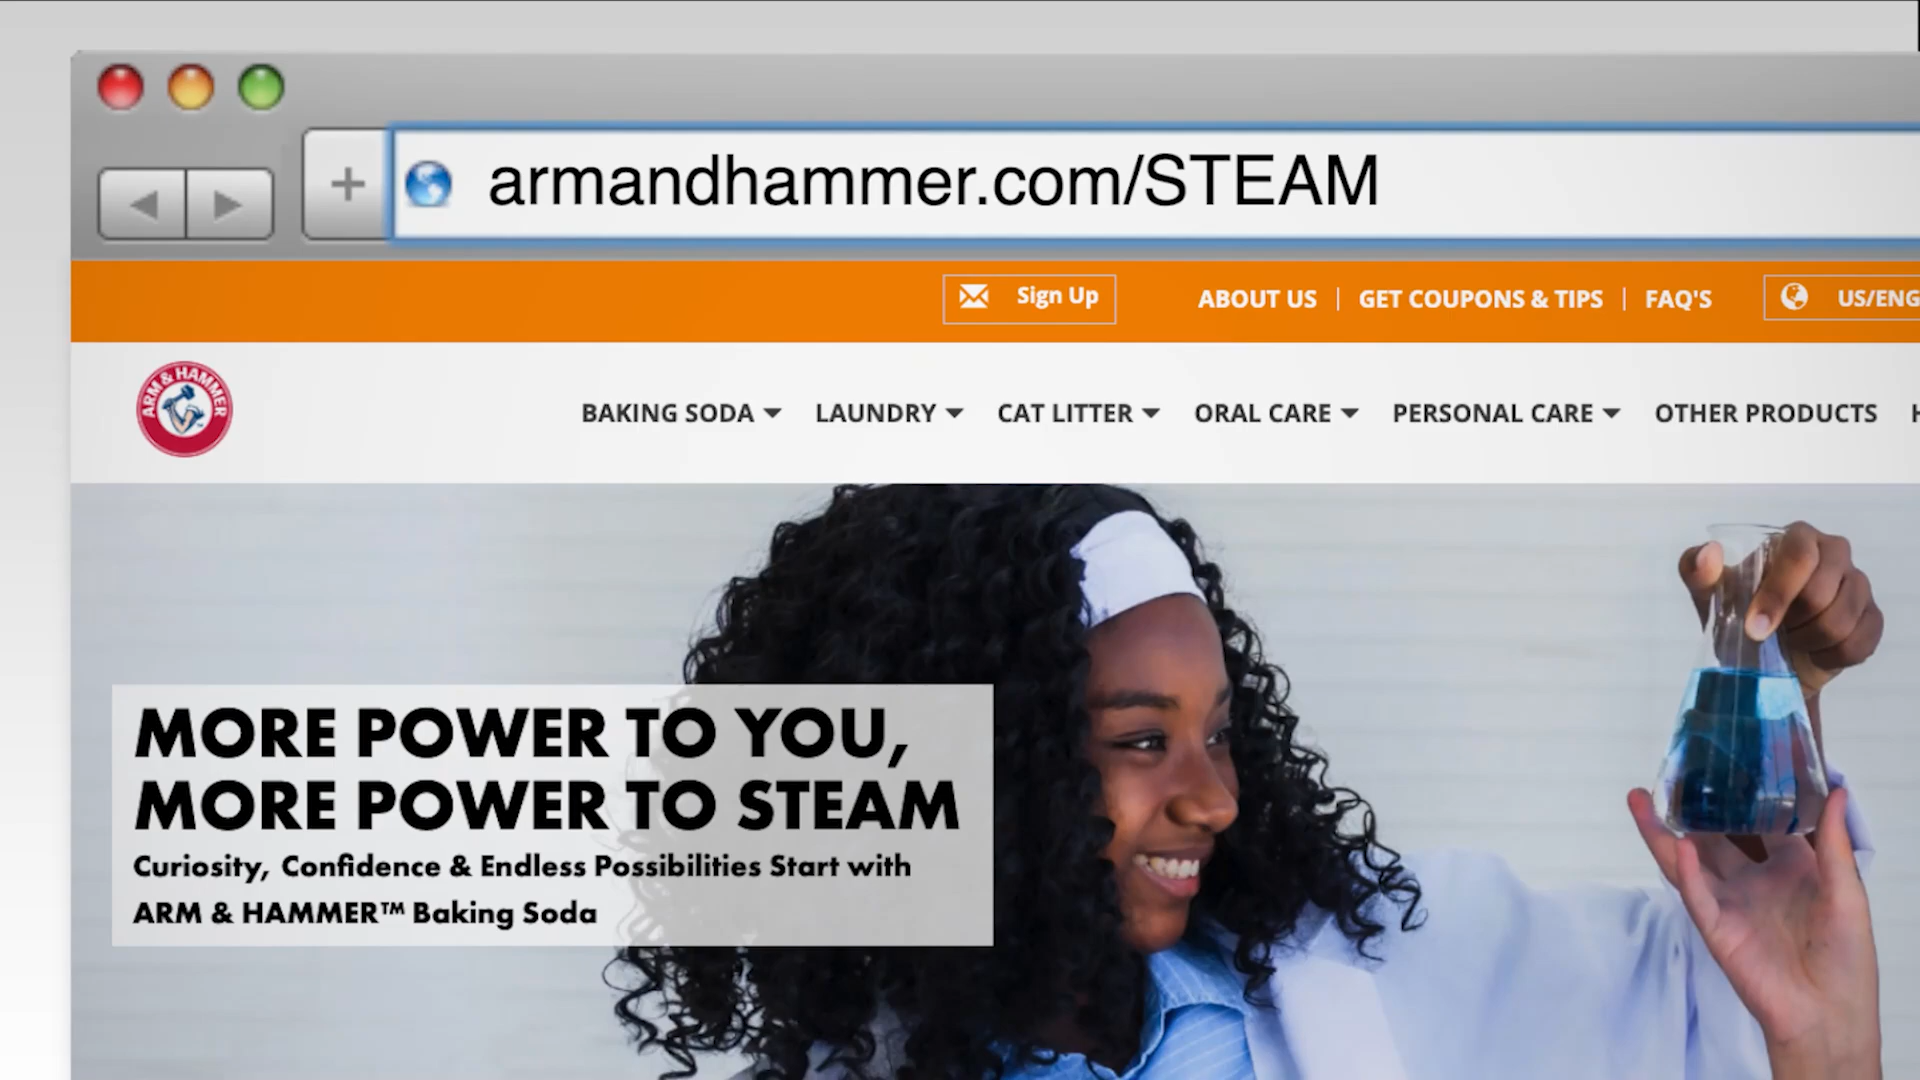 armandhammer.com/STEAM
Sign Up
ABOUT US | GET COUPONS & TIPS | FAQ'S
US/ENG
ARM & HAMMER
BAKING SODA LAUNDRY CAT LITTER ORAL CARE PERSONAL CARE OTHER PRODUCTS
MORE POWER TO YOU,
MORE POWER TO STEAM
Curiosity, Confidence & Endless Possibilities Start with
ARM & HAMMER™ Baking Soda